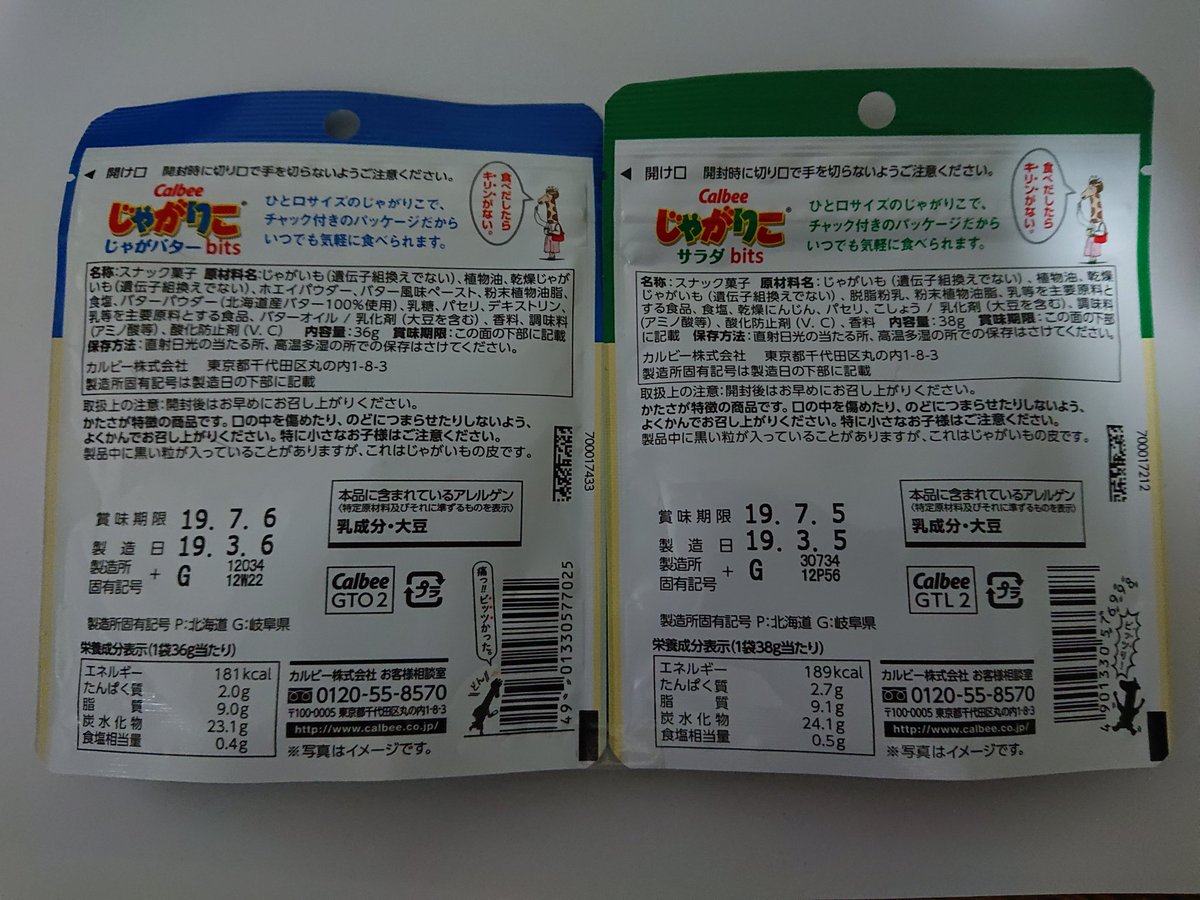 開け口 開封時に切り口で手を切らないようご注意ください。
Calbee
じゃがりこ
じゃがバター bits
ひと口サイズのじゃがりこで、
チャック付きのパッケージだから
いつでも気軽に食べられます。
食べだしたら
キリンがない。
名称:スナック菓子 原材料名:じゃがいも(遺伝子組換えでない)、植物油、乾燥じゃが
いも(遺伝子組換えでない)、ホエイパウダー、バター風味ペースト、粉末植物油脂、
食塩、バターパウダー(北海道産バター100%使用)、乳糖、パセリ、デキストリン、
乳等を主要原料とする食品、バターオイル / 乳化剤(大豆を含む)、香料、調味料
(アミノ酸等)、酸化防止剤(V.C) 内容量:36g 賞味期限:この面の下部に記載
保存方法:直射日光の当たる所、高温多湿の所での保存はさけてください。
カルビー株式会社 東京都千代田区丸の内1-8-3
製造所固有記号は製造日の下部に記載
取扱上の注意:開封後はお早めにお召し上がりください。
かたさが特徴の商品です。口の中を傷めたり、のどにつまらせたりしないよう、
よくかんでお召し上がりください。特に小さなお子様はご注意ください。
製品中に黒い粒が入っていることがありますが、これはじゃがいもの皮です。
700017433
賞味期限 19.7.6
製造日 19.3.6
製造所
固有記号 + G 12034
12W22
本品に含まれているアレルゲン
(特定原材料及びそれに準ずるものを表示)
乳成分・大豆
Calbee
GTO 2
プラ
痛っ!!ビッツかった。
どん!!
製造所固有記号 P:北海道 G:岐阜県
栄養成分表示(1袋36g当たり)
エネルギー 181kcal
たんぱく質 2.0g
脂質 9.0g
炭水化物 23.1g
食塩相当量 0.4g
カルビー株式会社 お客様相談室
0120-55-8570
〒100-0005 東京都千代田区丸の内1-8-3
http://www.calbee.co.jp/
※写真はイメージです。
4901330577025
開け口 開封時に切り口で手を切らないようご注意ください。
Calbee
じゃがりこ
サラダ bits
ひと口サイズのじゃがりこで、
チャック付きのパッケージだから
いつでも気軽に食べられます。
食べだしたら
キリンがない。
名称:スナック菓子 原材料名:じゃがいも(遺伝子組換えでない)、植物油、乾燥
じゃがいも(遺伝子組換えでない)、脱脂粉乳、粉末植物油脂、乳等を主要原料と
する食品、食塩、乾燥にんじん、パセリ、こしょう / 乳化剤(大豆を含む)、調味料
(アミノ酸等)、酸化防止剤(V.C)、香料 内容量:38g 賞味期限:この面の下部
に記載 保存方法:直射日光の当たる所、高温多湿の所での保存はさけてください。
カルビー株式会社 東京都千代田区丸の内1-8-3
製造所固有記号は製造日の下部に記載
取扱上の注意:開封後はお早めにお召し上がりください。
かたさが特徴の商品です。口の中を傷めたり、のどにつまらせたりしないよう、
よくかんでお召し上がりください。特に小さなお子様はご注意ください。
製品中に黒い粒が入っていることがありますが、これはじゃがいもの皮です。
700017212
賞味期限 19.7.5
製造日 19.3.5
製造所
固有記号 + G 30734
12P56
本品に含まれているアレルゲン
(特定原材料及びそれに準ずるものを表示)
乳成分・大豆
Calbee
GTL 2
プラ
製造所固有記号 P:北海道 G:岐阜県
栄養成分表示(1袋38g当たり)
エネルギー 189kcal
たんぱく質 2.7g
脂質 9.1g
炭水化物 24.1g
食塩相当量 0.5g
カルビー株式会社 お客様相談室
0120-55-8570
〒100-0005 東京都千代田区丸の内1-8-3
http://www.calbee.co.jp/
※写真はイメージです。